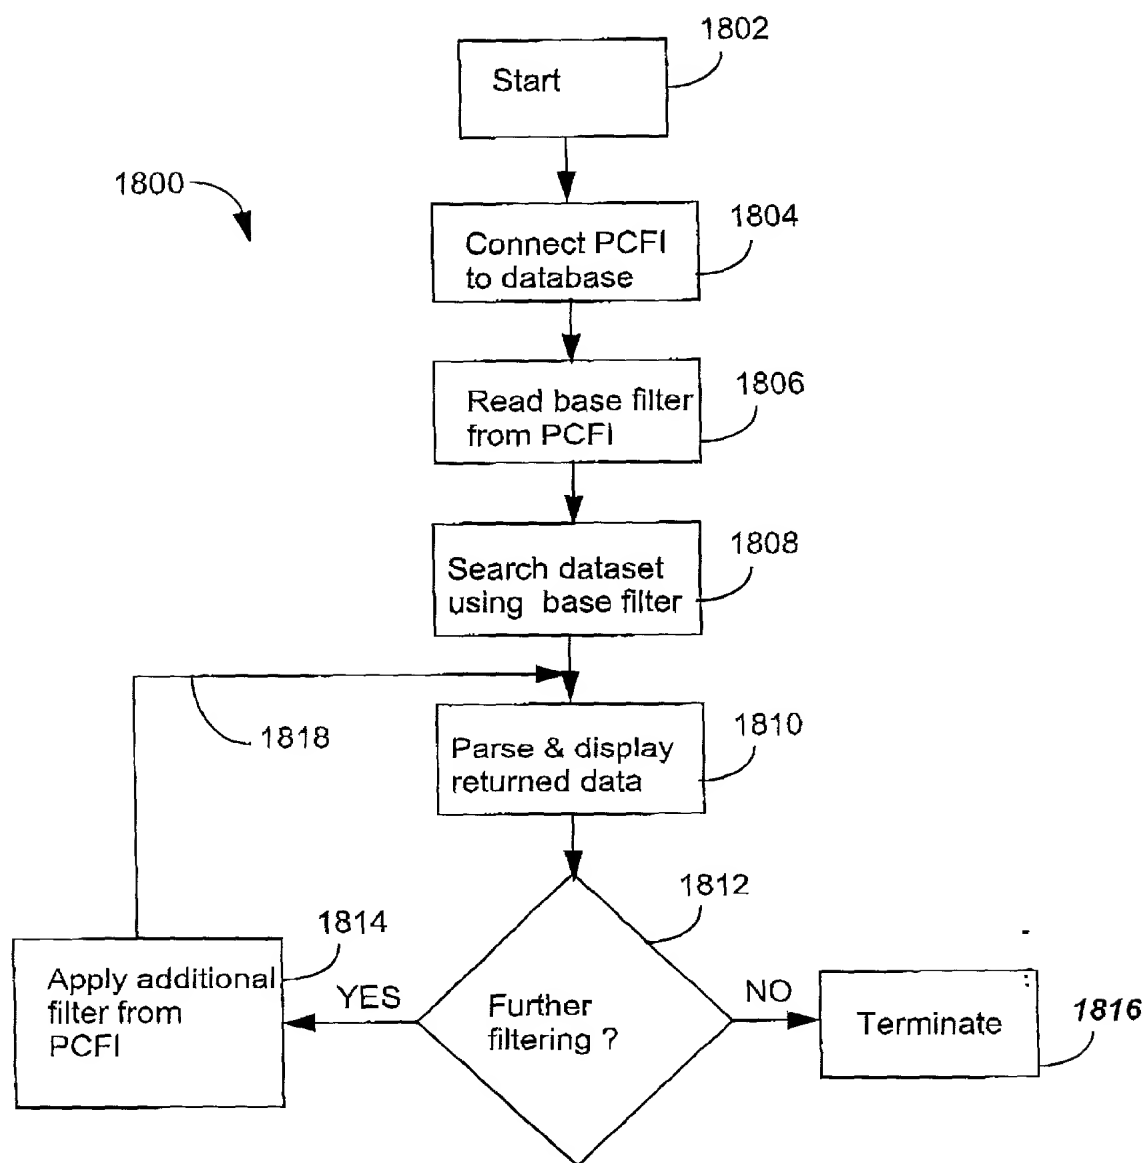 1802
Start
1800
1804
Connect PCFI
to database
1806
Read base filter
from PCFI
1808
Search dataset
using base filter
1818
1810
Parse & display
returned data
1812
1814
Apply additional
filter from
PCFI
YES
Further
filtering ?
NO
Terminate
1816